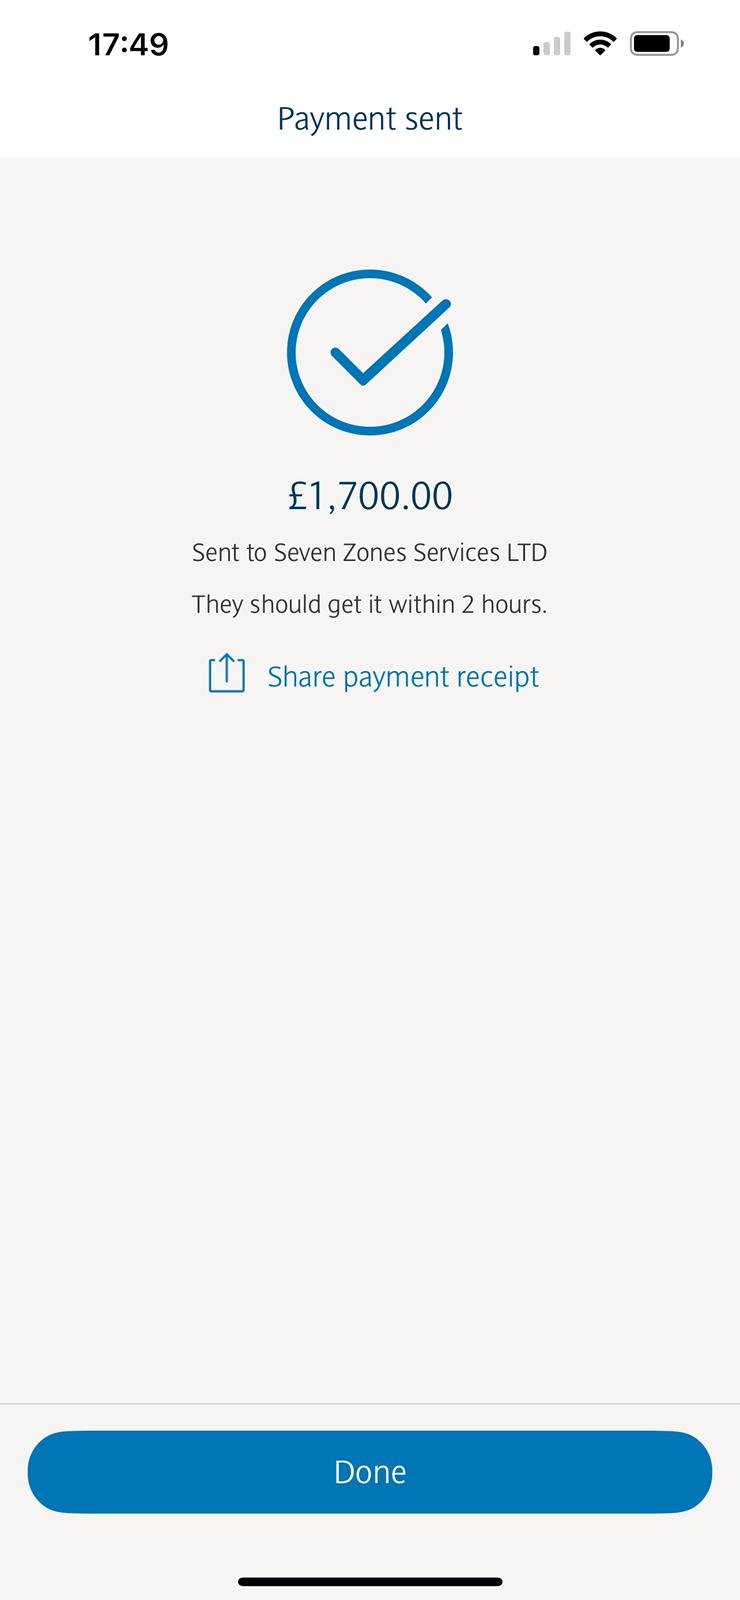 17:49
Payment sent
£1,700.00
Sent to Seven Zones Services LTD
They should get it within 2 hours.
Share payment receipt
Done